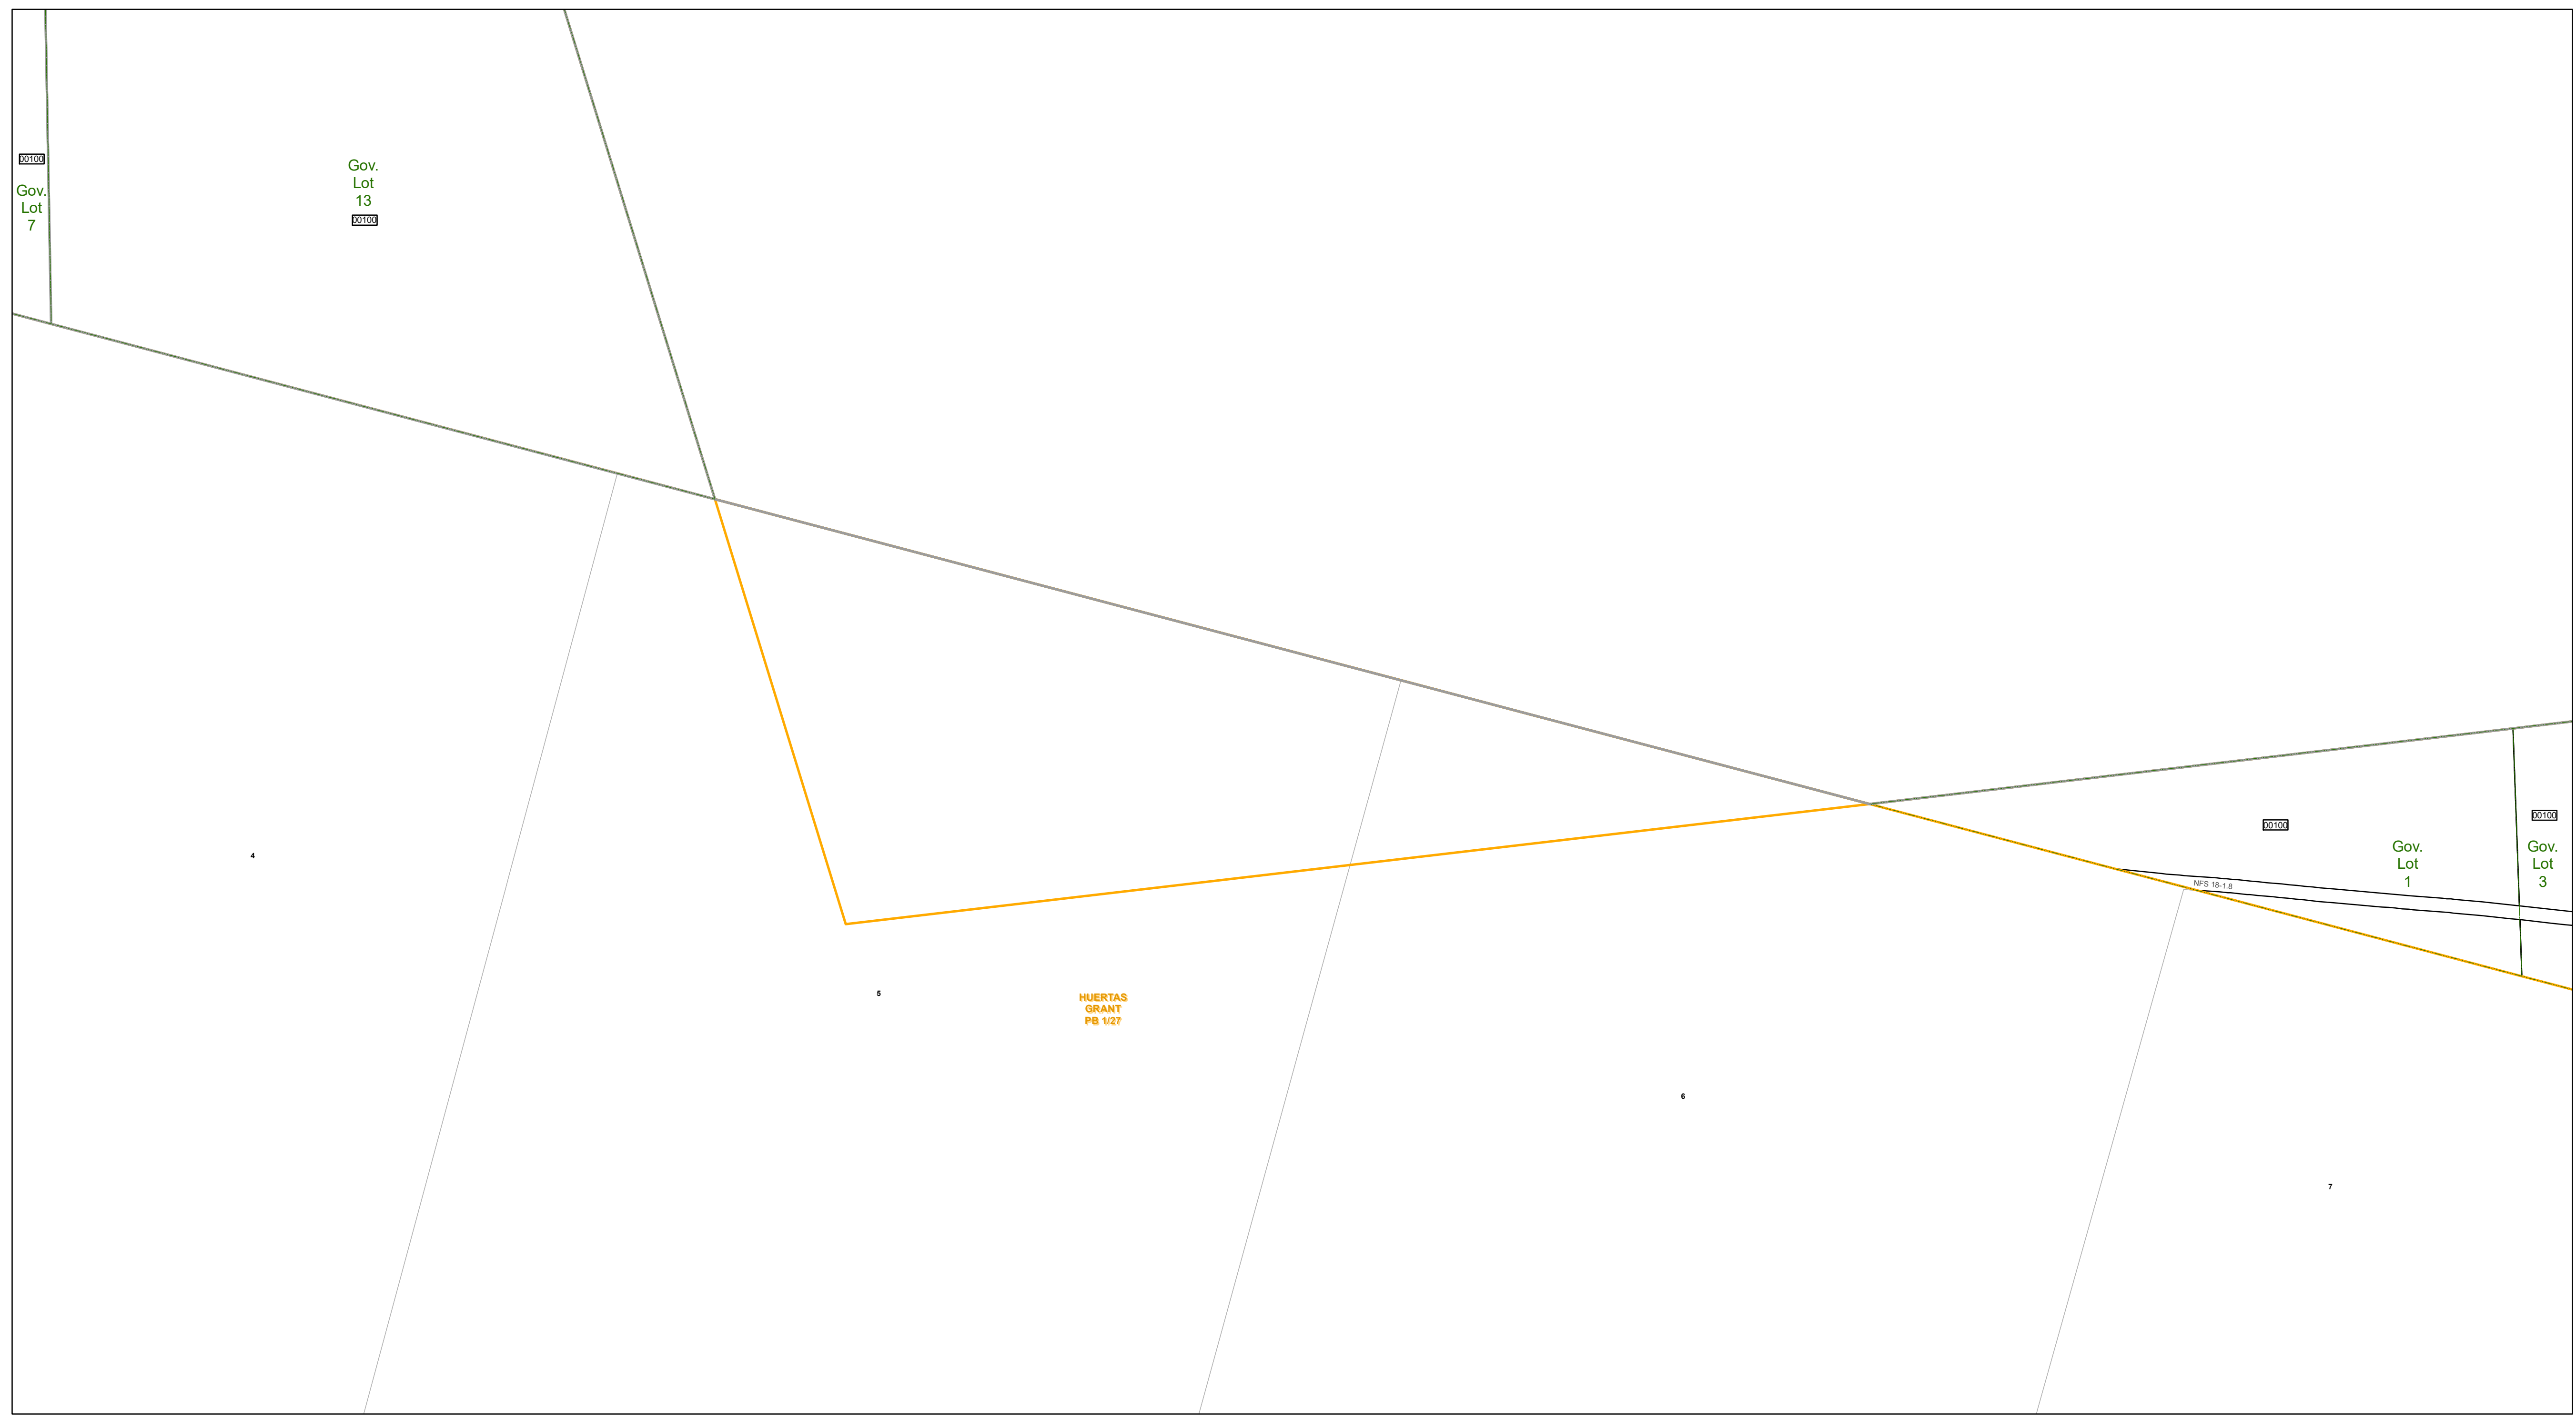 00100
Gov.
Lot
7
Gov.
Lot
13
00100
00100
Gov.
Lot
1
00100
Gov.
Lot
3
NFS 18-1.8
4
5
HUERTAS
GRANT
PB 1/27
6
7